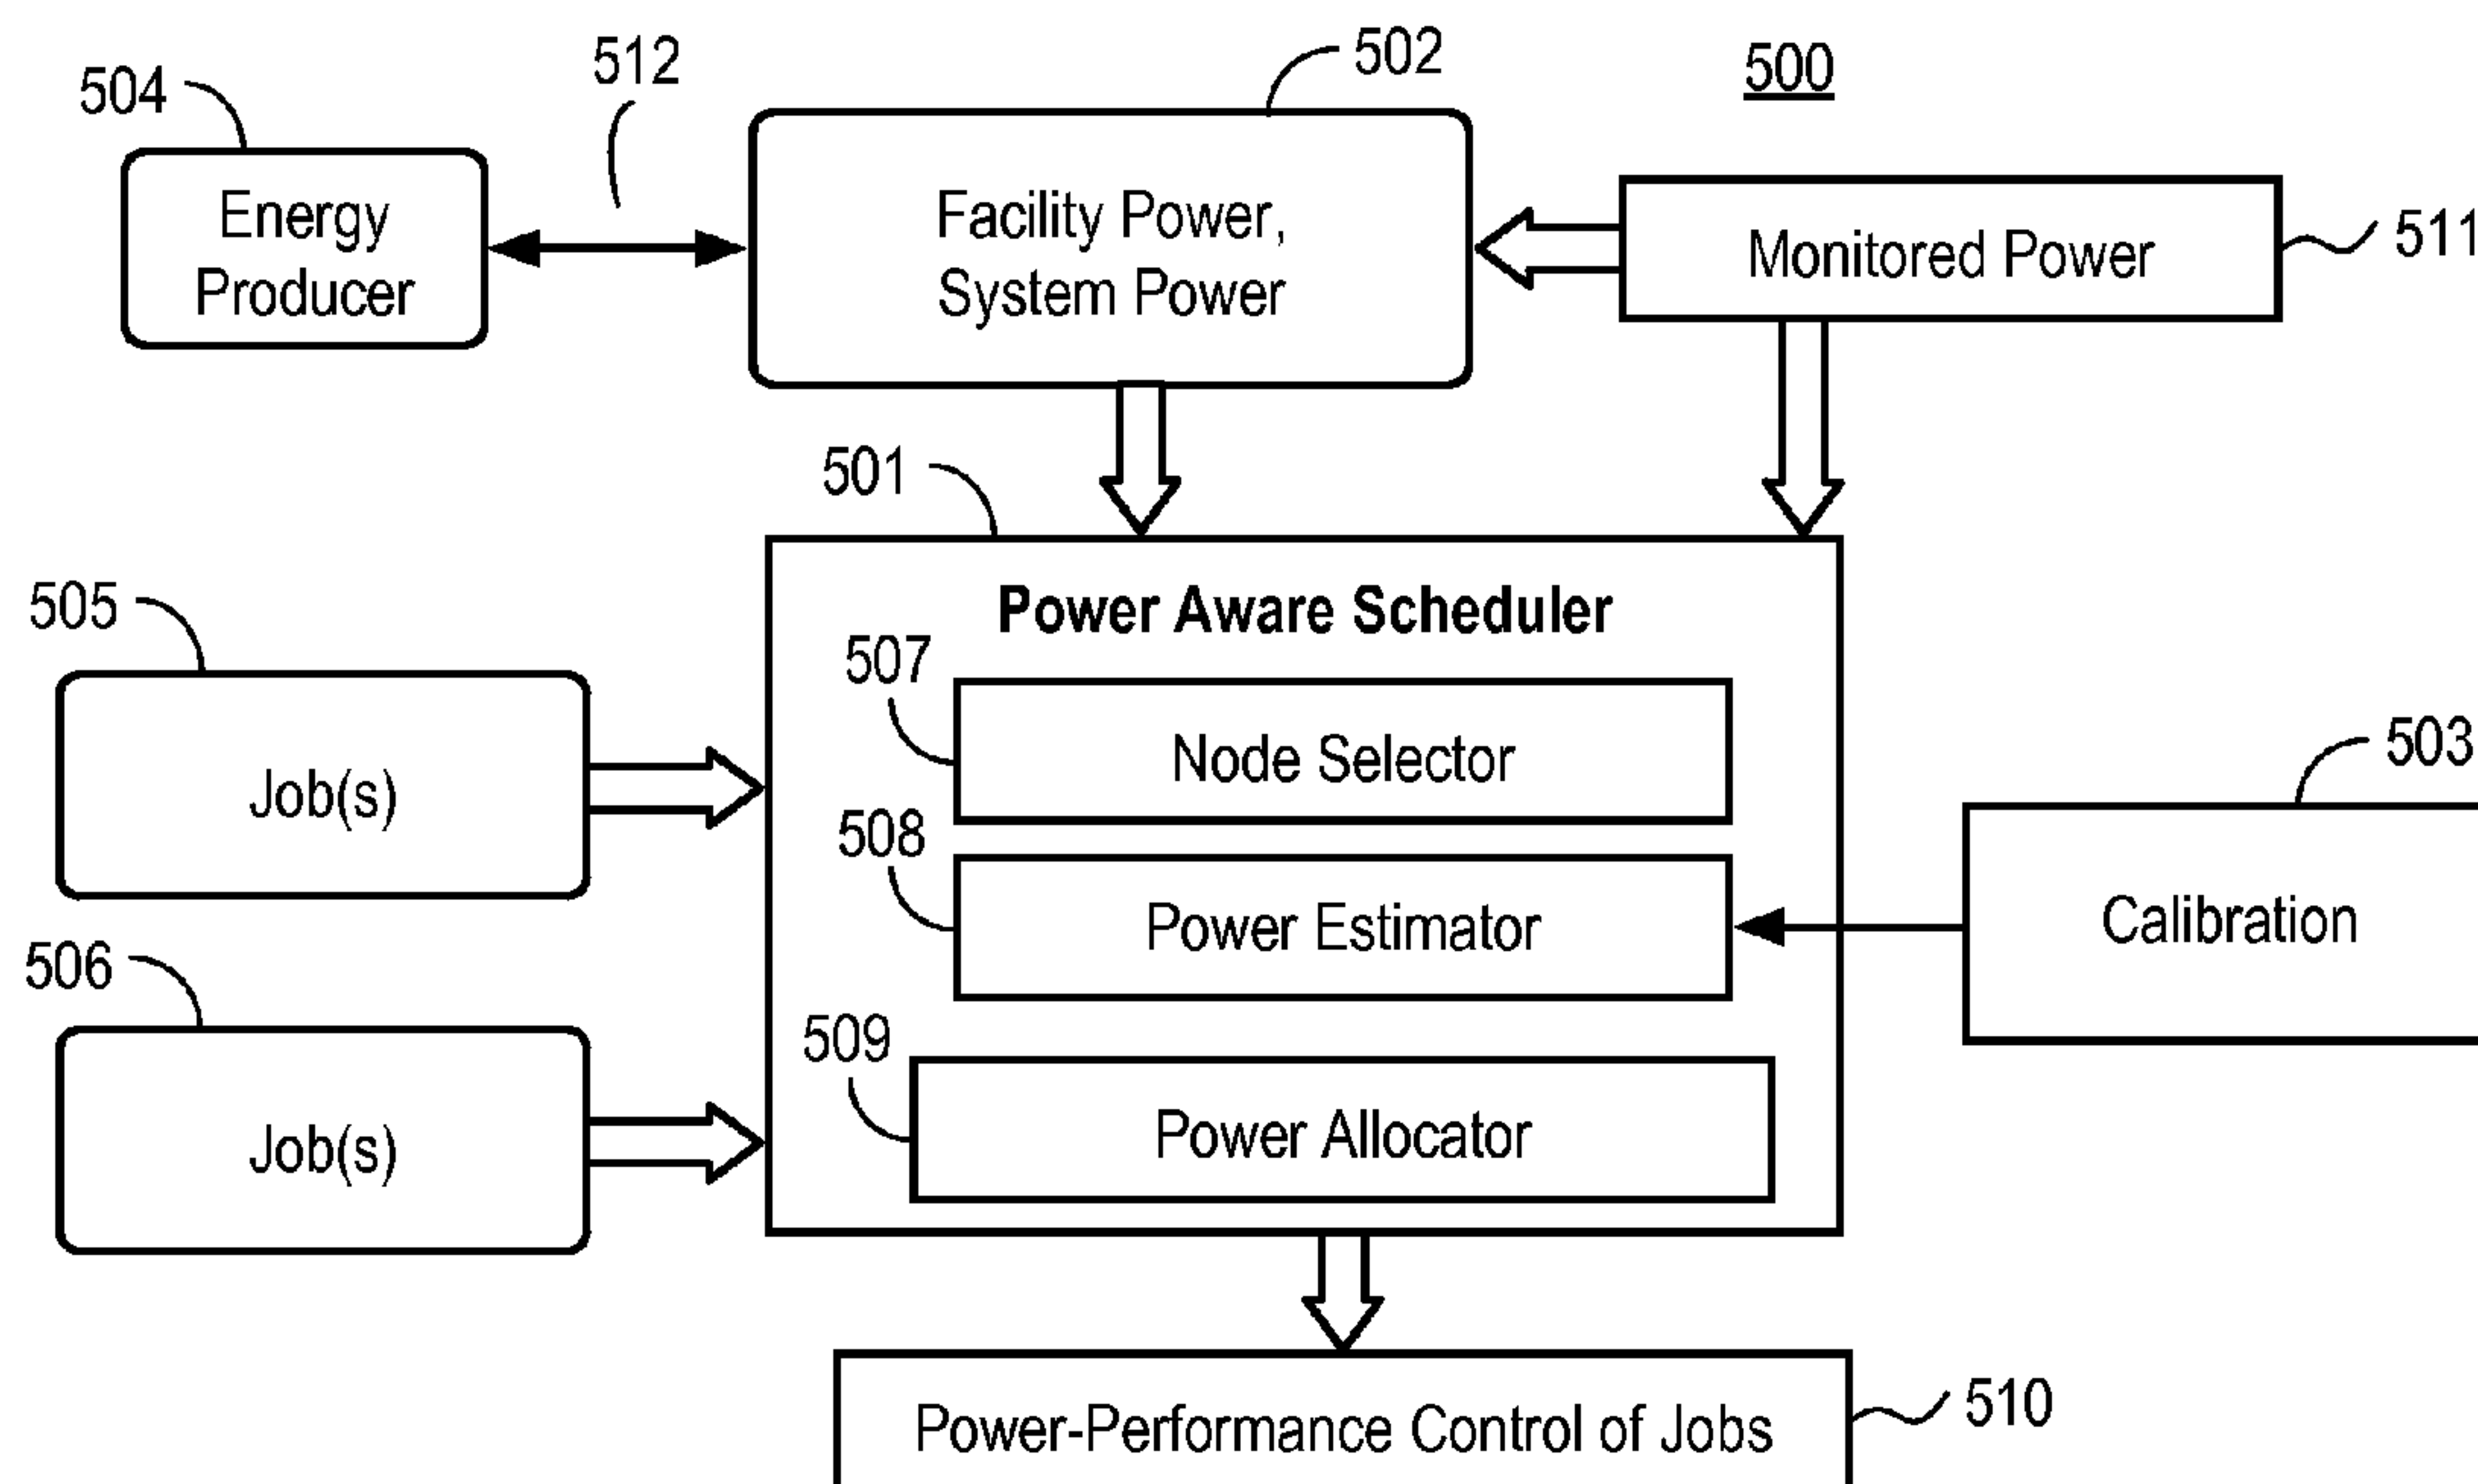 504
512
502
500
Energy
Producer
Facility Power,
System Power
Monitored Power
511
501
505
Power Aware Scheduler
507
Job(s)
Node Selector
503
508
Power Estimator
Calibration
506
509
Job(s)
Power Allocator
Power-Performance Control of Jobs
510